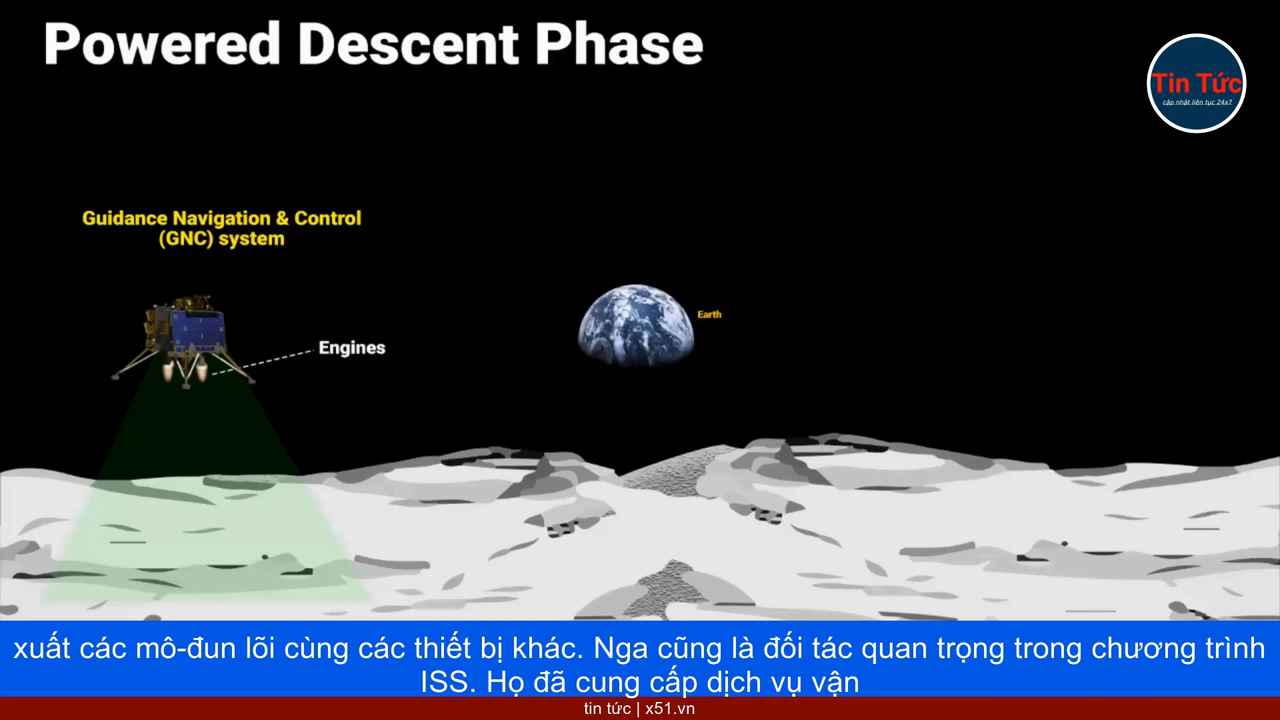 Powered Descent Phase
Tin Tức
cập nhật liên tục 24x7
Guidance Navigation & Control
(GNC) system
Earth
Engines
xuất các mô-đun lõi cùng các thiết bị khác. Nga cũng là đối tác quan trọng trong chương trình
ISS. Họ đã cung cấp dịch vụ vận
tin tức | x51.vn